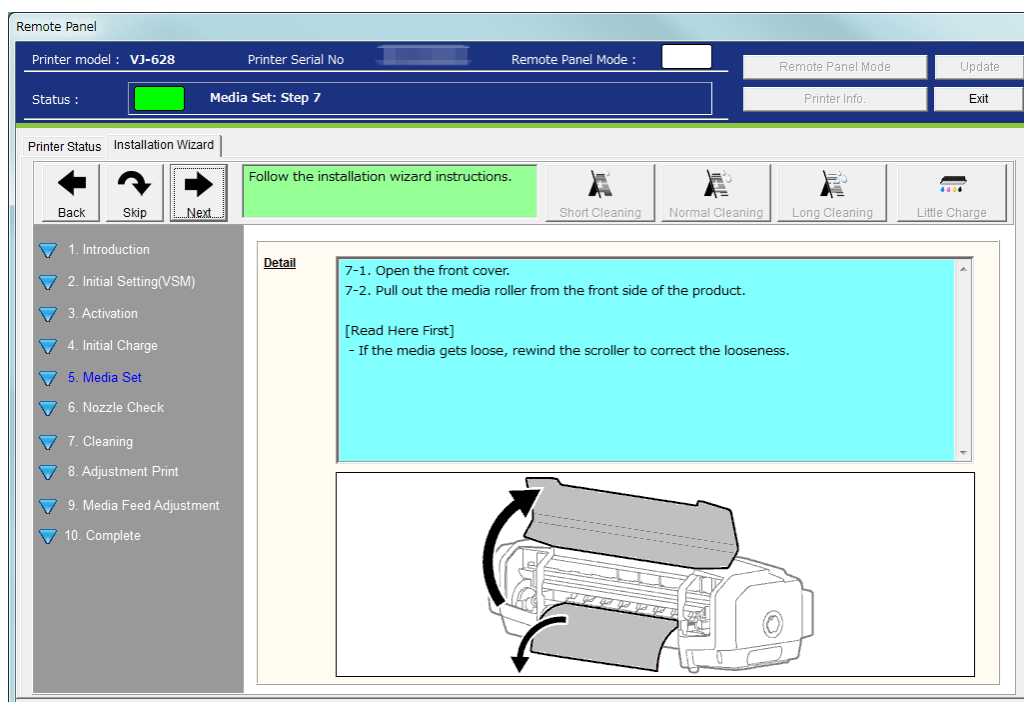 Remote Panel
Printer model : VJ-628 Printer Serial No Remote Panel Mode :
Remote Panel Mode Update
Status : Media Set: Step 7
Printer Info. Exit
Printer Status Installation Wizard
Back Skip Next
Follow the installation wizard instructions.
Short Cleaning Normal Cleaning Long Cleaning Little Charge
1. Introduction
2. Initial Setting(VSM)
3. Activation
4. Initial Charge
5. Media Set
6. Nozzle Check
7. Cleaning
8. Adjustment Print
9. Media Feed Adjustment
10. Complete
Detail
7-1. Open the front cover.
7-2. Pull out the media roller from the front side of the product.
[Read Here First]
- If the media gets loose, rewind the scroller to correct the looseness.